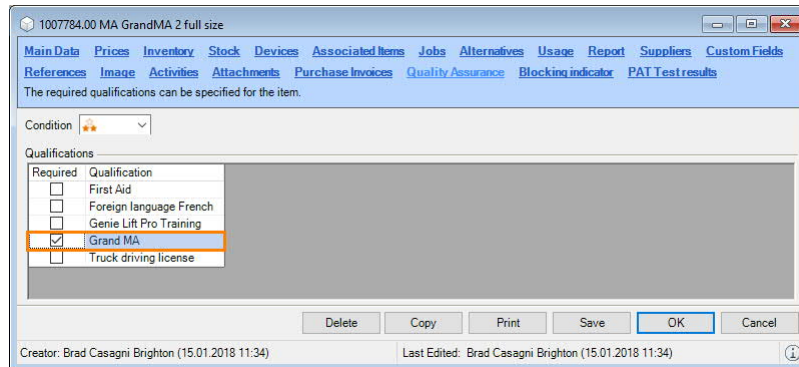 1007784.00 MA GrandMA 2 full size
Main Data Prices Inventory Stock Devices Associated Items Jobs Alternatives Usage Report Suppliers Custom Fields
References Image Activities Attachments Purchase Invoices Quality Assurance Blocking indicator PAT Test results
The required qualifications can be specified for the item.
Condition
Qualifications
Required Qualification
First Aid
Foreign language French
Genie Lift Pro Training
Grand MA
Truck driving license
Delete Copy Print Save OK Cancel
Creator: Brad Casagni Brighton (15.01.2018 11:34) Last Edited: Brad Casagni Brighton (15.01.2018 11:34)